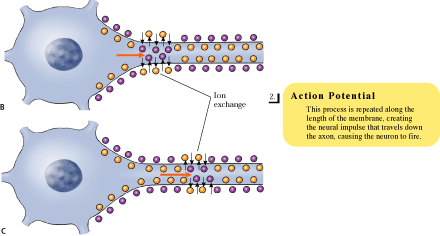 B
Ion
exchange
2.
Action Potential
This process is repeated along the
length of the membrane, creating
the neural impulse that travels down
the axon, causing the neuron to fire.
C